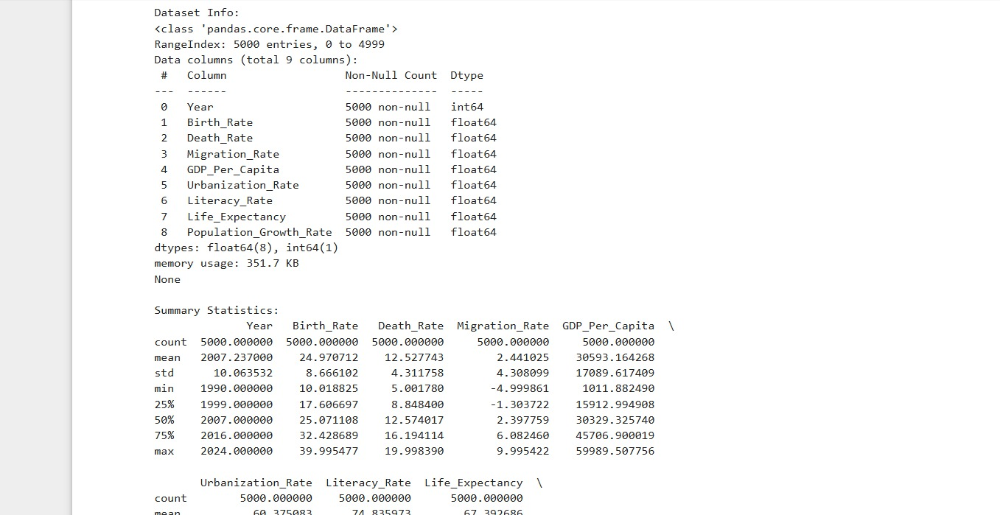 Dataset Info:
<class 'pandas.core.frame.DataFrame'>
RangeIndex: 5000 entries, 0 to 4999
Data columns (total 9 columns):
 #   Column                  Non-Null Count  Dtype
---  ------                  --------------  -----
 0   Year                    5000 non-null   int64
 1   Birth_Rate              5000 non-null   float64
 2   Death_Rate              5000 non-null   float64
 3   Migration_Rate          5000 non-null   float64
 4   GDP_Per_Capita          5000 non-null   float64
 5   Urbanization_Rate       5000 non-null   float64
 6   Literacy_Rate           5000 non-null   float64
 7   Life_Expectancy         5000 non-null   float64
 8   Population_Growth_Rate  5000 non-null   float64
dtypes: float64(8), int64(1)
memory usage: 351.7 KB
None

Summary Statistics:
              Year   Birth_Rate   Death_Rate  Migration_Rate  GDP_Per_Capita  \
count  5000.000000  5000.000000  5000.000000     5000.000000     5000.000000
mean   2007.237000    24.970712    12.527743        2.441025    30593.164268
std      10.063532     8.666102     4.311758        4.308099    17089.617409
min    1990.000000    10.018825     5.001780       -4.999861     1011.882490
25%    1999.000000    17.606697     8.848400       -1.303722    15912.994908
50%    2007.000000    25.071108    12.574017        2.397759    30329.325740
75%    2016.000000    32.428689    16.194114        6.082460    45706.900019
max    2024.000000    39.995477    19.998390        9.995422    59989.507756

       Urbanization_Rate  Literacy_Rate  Life_Expectancy  \
count        5000.000000    5000.000000      5000.000000
mean           60.375083      74.835973        67.392686